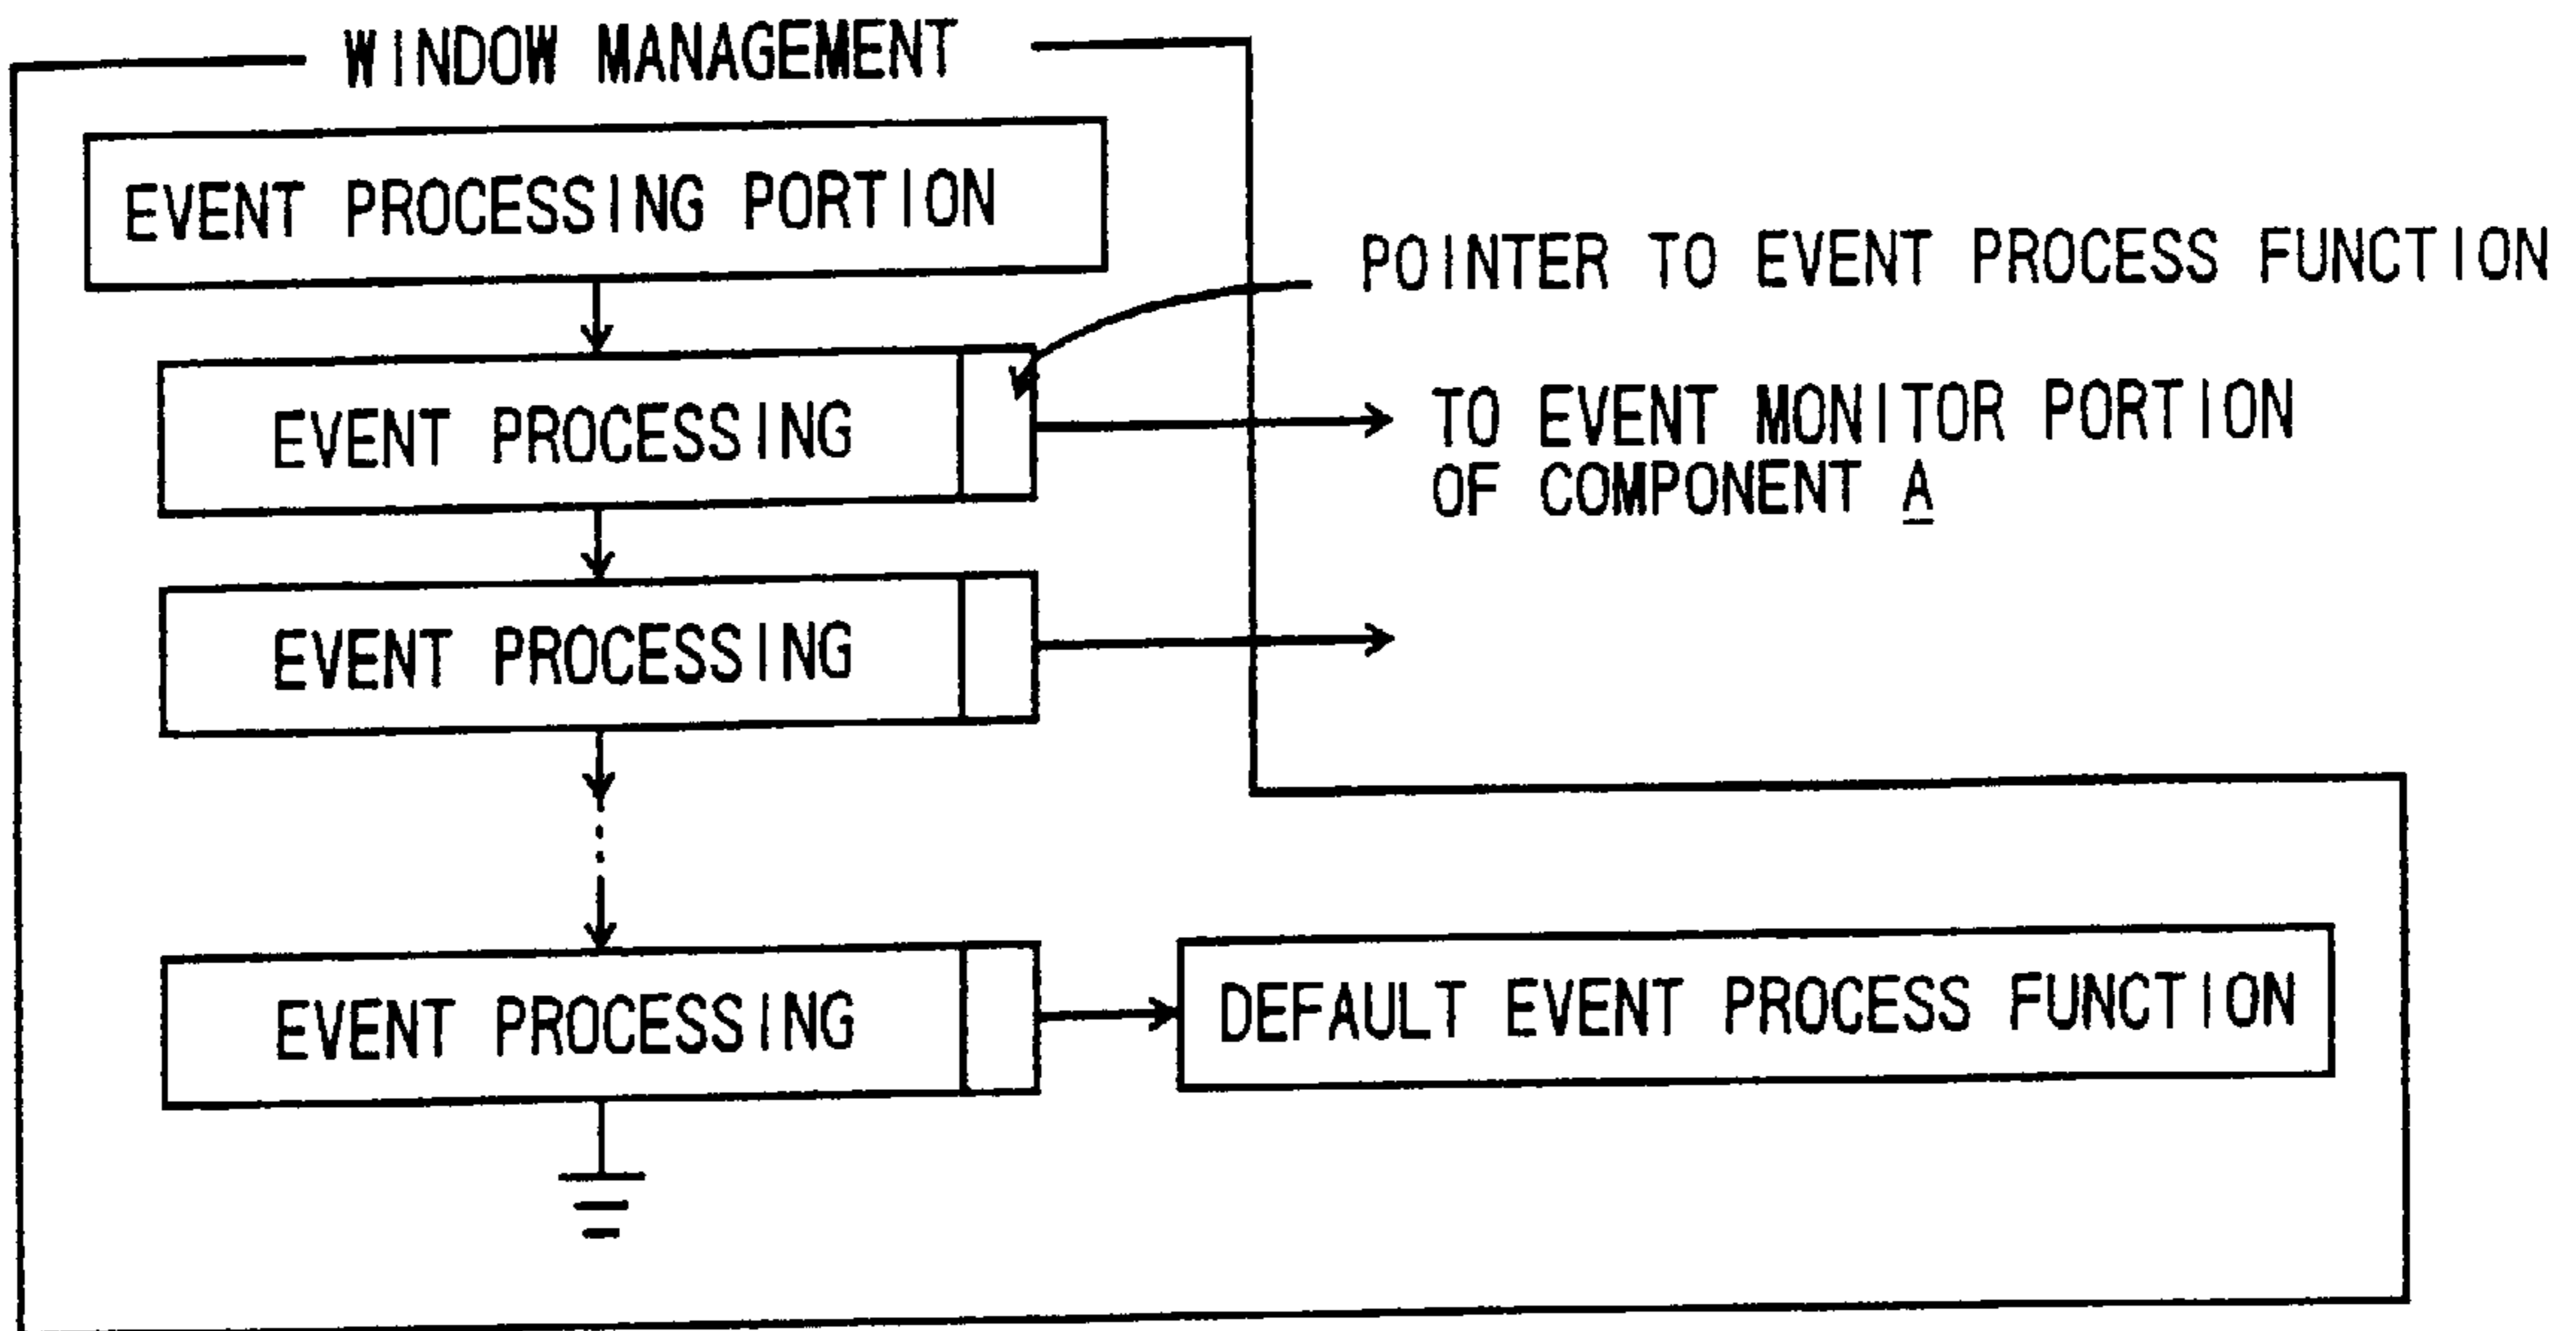 WINDOW MANAGEMENT
EVENT PROCESSING PORTION
POINTER TO EVENT PROCESS FUNCTION
EVENT PROCESSING
TO EVENT MONITOR PORTION
OF COMPONENT A
EVENT PROCESSING
EVENT PROCESSING
DEFAULT EVENT PROCESS FUNCTION